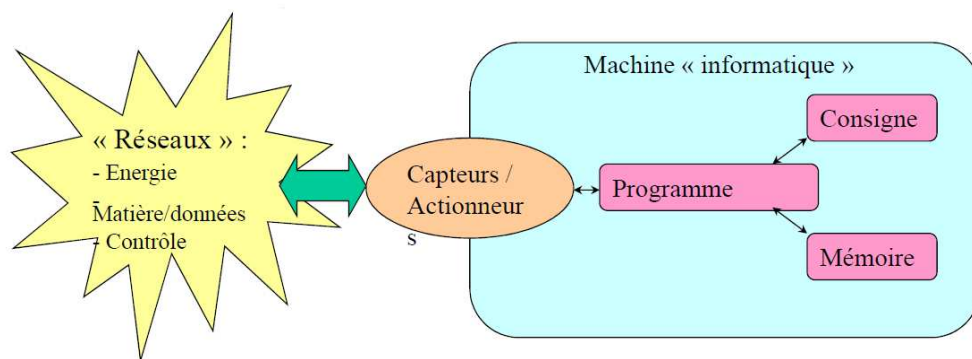 « Réseaux » :
- Energie
-
Matière/données
- Contrôle
Capteurs /
Actionneur
s
Machine « informatique »
Consigne
Programme
Mémoire